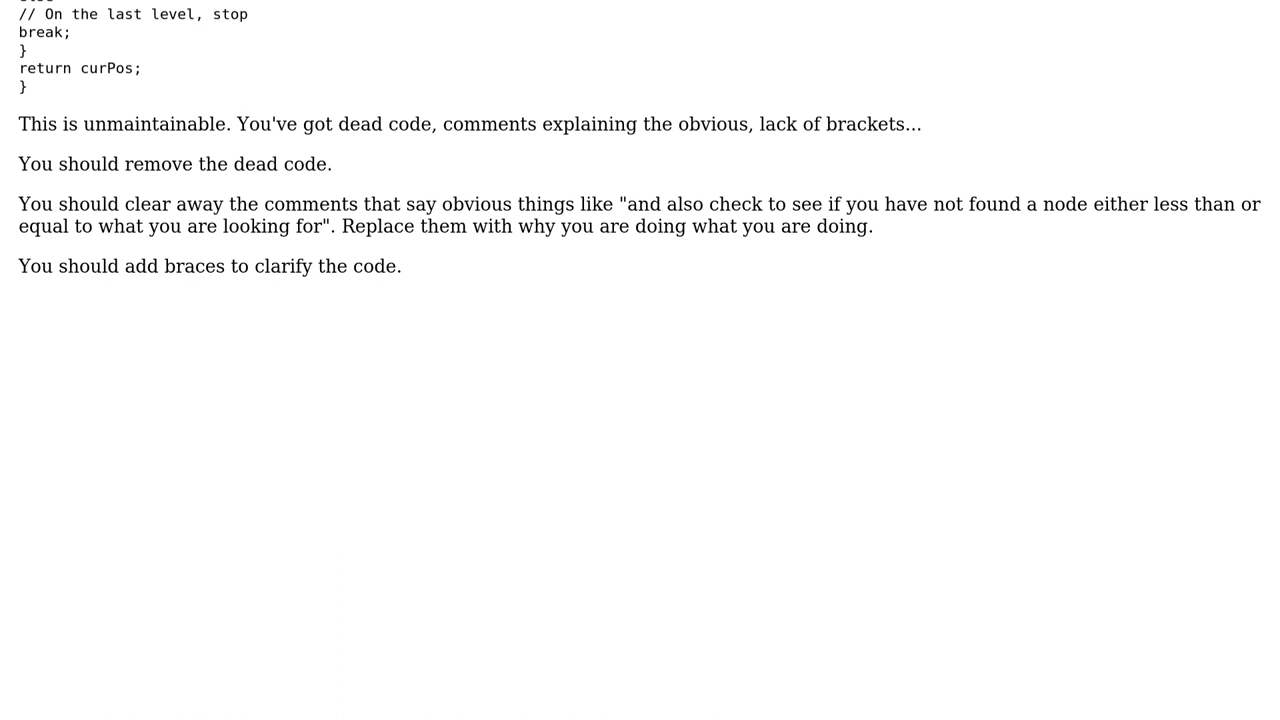 // On the last level, stop
break;
}
return curPos;
}
This is unmaintainable. You've got dead code, comments explaining the obvious, lack of brackets...
You should remove the dead code.
You should clear away the comments that say obvious things like "and also check to see if you have not found a node either less than or
equal to what you are looking for". Replace them with why you are doing what you are doing.
You should add braces to clarify the code.